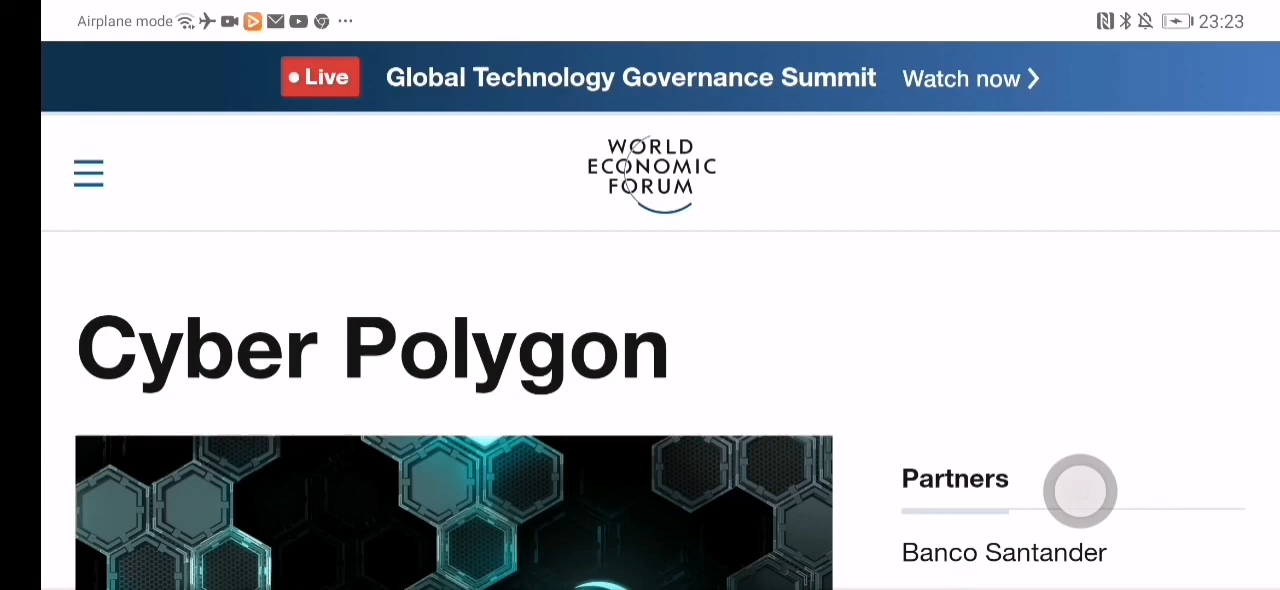 Airplane mode 23:23
Live Global Technology Governance Summit Watch now
WORLD
ECONOMIC
FORUM
Cyber Polygon
Partners
Banco Santander